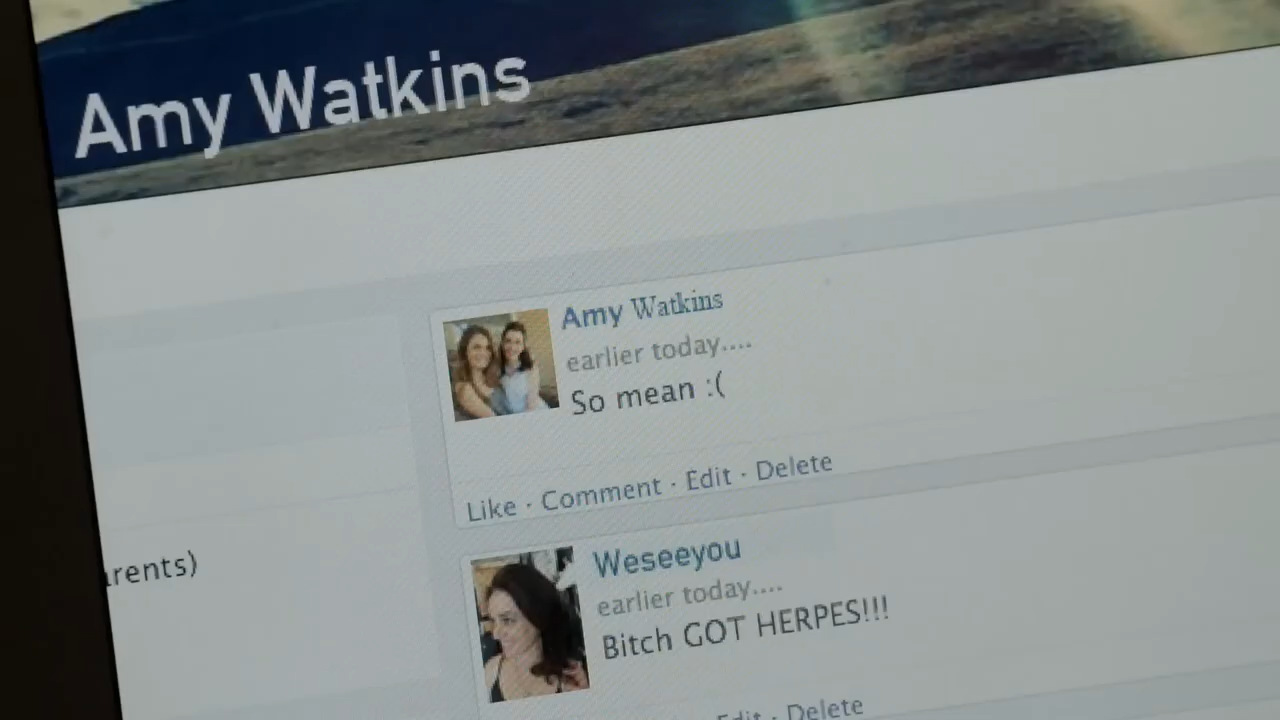 Amy Watkins
Amy Watkins
earlier today....
So mean :(
Like · Comment · Edit · Delete
Weseeyou
earlier today....
Bitch GOT HERPES!!!
Edit · Delete